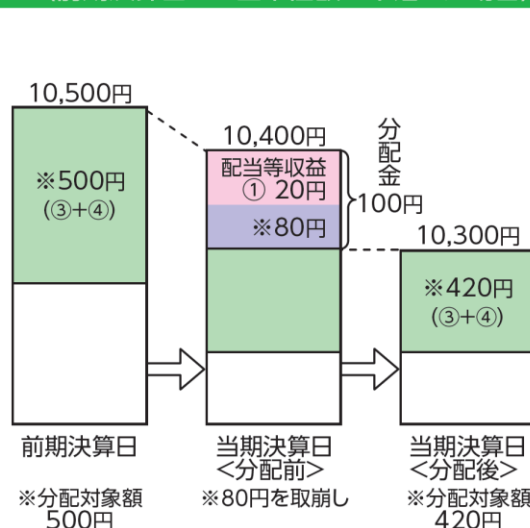 10,500円
※500円
(③+④)
10,400円
配当等収益
① 20円
※80円
分配金
100円
10,300円
※420円
(③+④)
前期決算日
当期決算日
<分配前>
当期決算日
<分配後>
※分配対象額
500円
※80円を取崩し
※分配対象額
420円